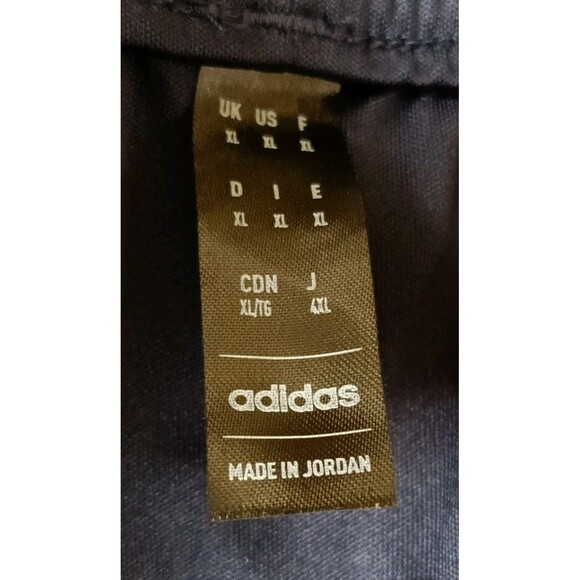 UK US F
XL XL XL
D I E
XL XL XL
CDN J
XL/TG 4XL
adidas
MADE IN JORDAN